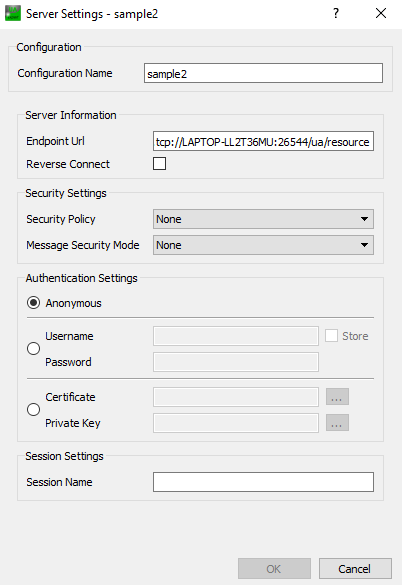 Server Settings - sample2
?
Configuration
Configuration Name sample2
Server Information
Endpoint Url tcp://LAPTOP-LL2T36MU:26544/ua/resource
Reverse Connect
Security Settings
Security Policy None
Message Security Mode None
Authentication Settings
Anonymous
Username Store
Password
Certificate ...
Private Key ...
Session Settings
Session Name
OK Cancel